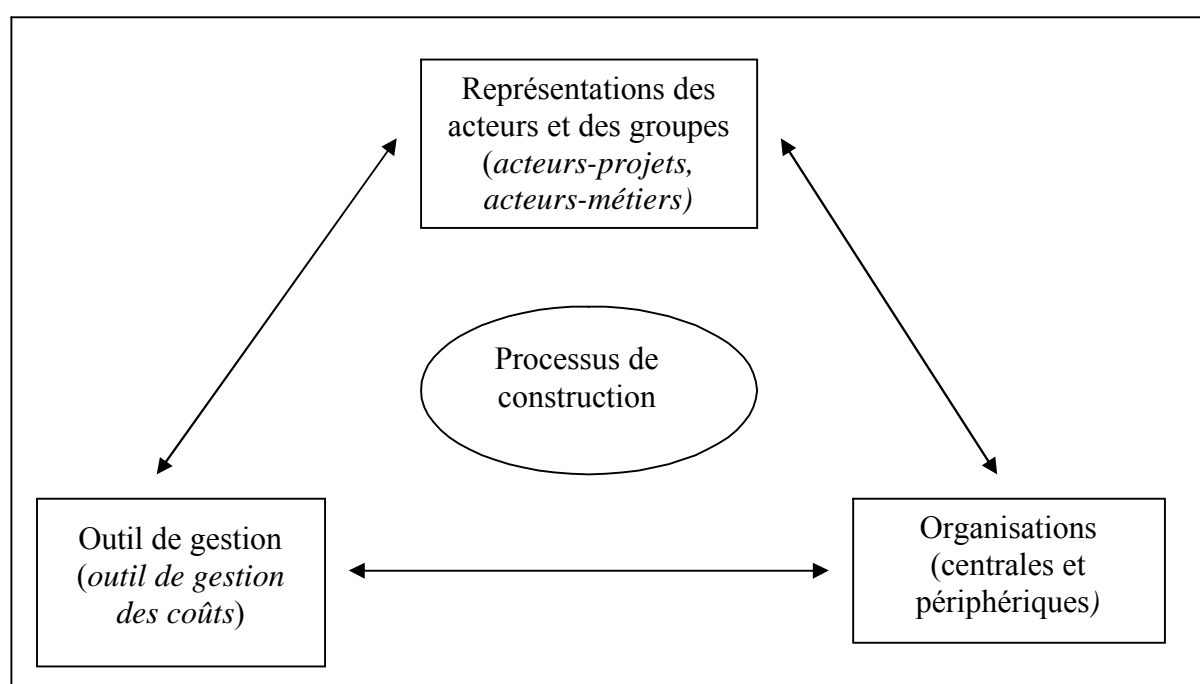 Représentations des
acteurs et des groupes
(acteurs-projets,
acteurs-métiers)
Processus de
construction
Outil de gestion
(outil de gestion
des coûts)
Organisations
(centrales et
périphériques)